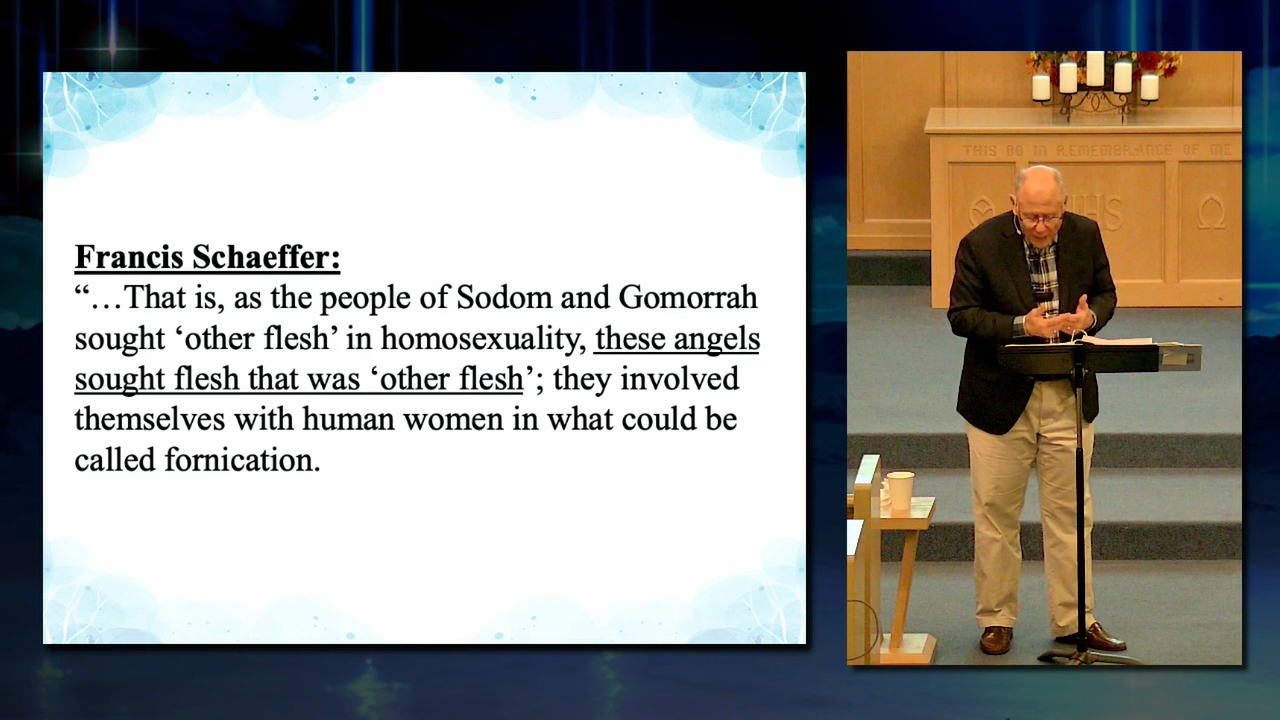 Francis Schaeffer:
“…That is, as the people of Sodom and Gomorrah
sought ‘other flesh’ in homosexuality, these angels
sought flesh that was ‘other flesh’; they involved
themselves with human women in what could be
called fornication.
THIS DO IN REMEMBRANCE OF ME
IHS
Ω